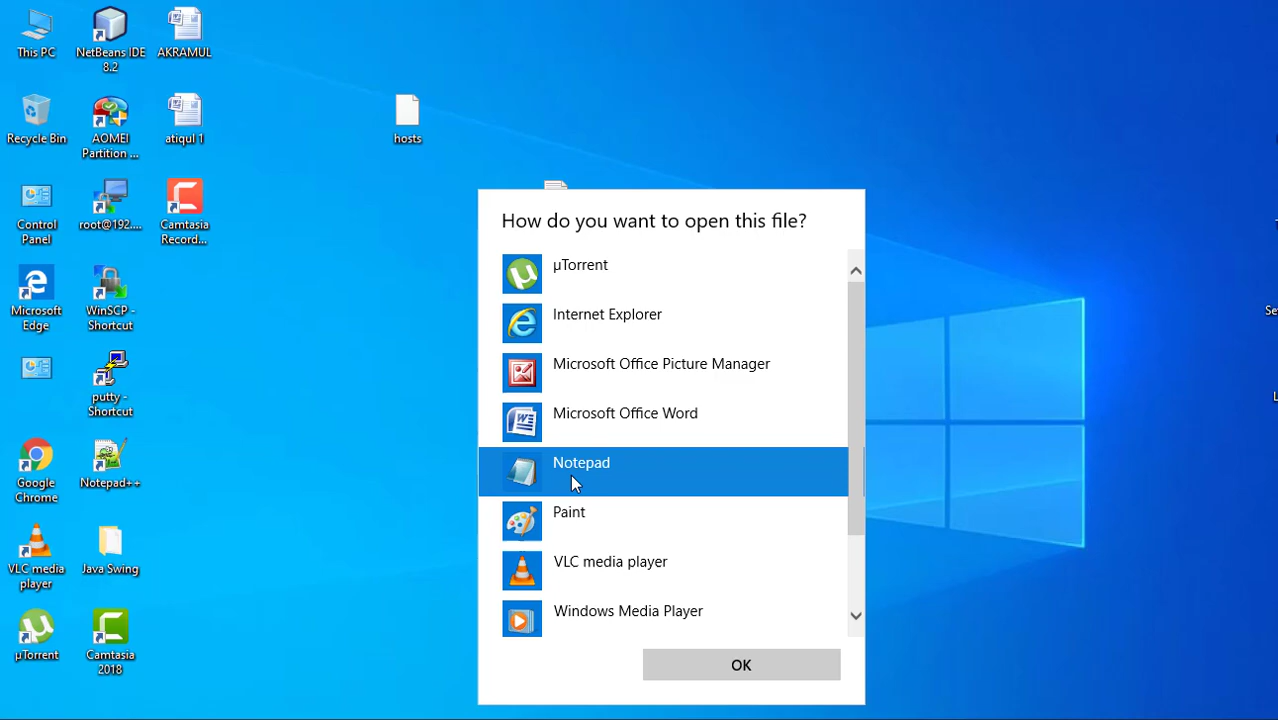 This PC
NetBeans IDE
8.2
AKRAMUL
Recycle Bin
AOMEI
Partition ...
atiqul 1
hosts
Control
Panel
root@192....
Camtasia
Record...
Microsoft
Edge
WinSCP -
Shortcut
putty -
Shortcut
Google
Chrome
Notepad++
VLC media
player
Java Swing
µTorrent
Camtasia
2018
How do you want to open this file?
µTorrent
Internet Explorer
Microsoft Office Picture Manager
Microsoft Office Word
Notepad
Paint
VLC media player
Windows Media Player
OK